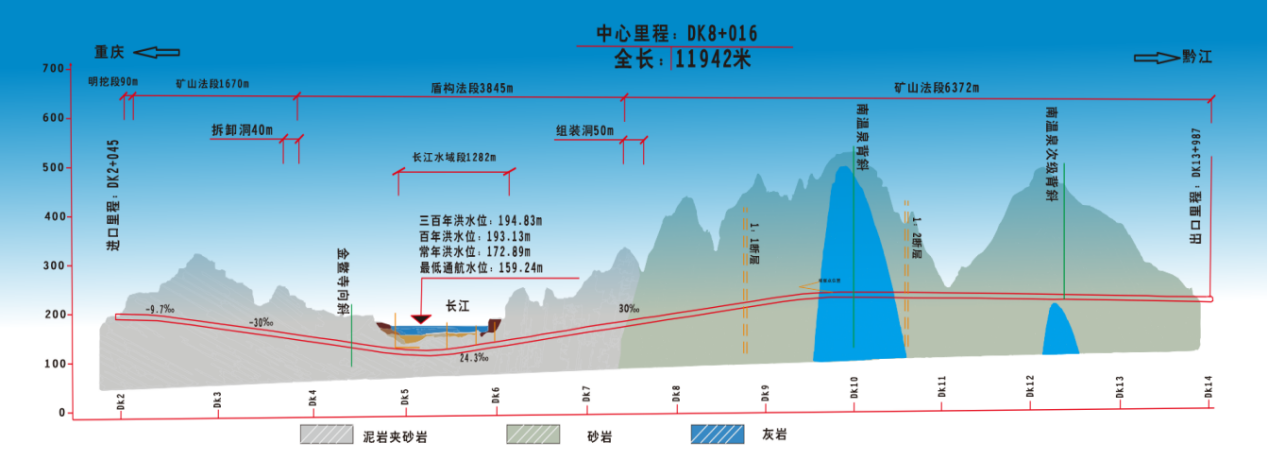 中心里程：DK8+016
全长：11942米
重庆
黔江
明挖段90m
矿山法段1670m
盾构法段3845m
矿山法段6372m
拆卸洞40m
组装洞50m
长江水域段1282m
进口里程：DK2+045
出口里程：DK13+987
三百年洪水位：194.83m
百年洪水位：193.13m
常年洪水位：172.89m
最低通航水位：159.24m
长江
金鳌寺向斜
南温泉背斜
南温泉次级背斜
1：1断层
1：2断层
-9.7‰
-30‰
24.3‰
30‰
700
600
500
400
300
200
100
0
Dk2
Dk3
Dk4
Dk5
Dk6
Dk7
Dk8
Dk9
Dk10
Dk11
Dk12
Dk13
Dk14
泥岩夹砂岩
砂岩
灰岩